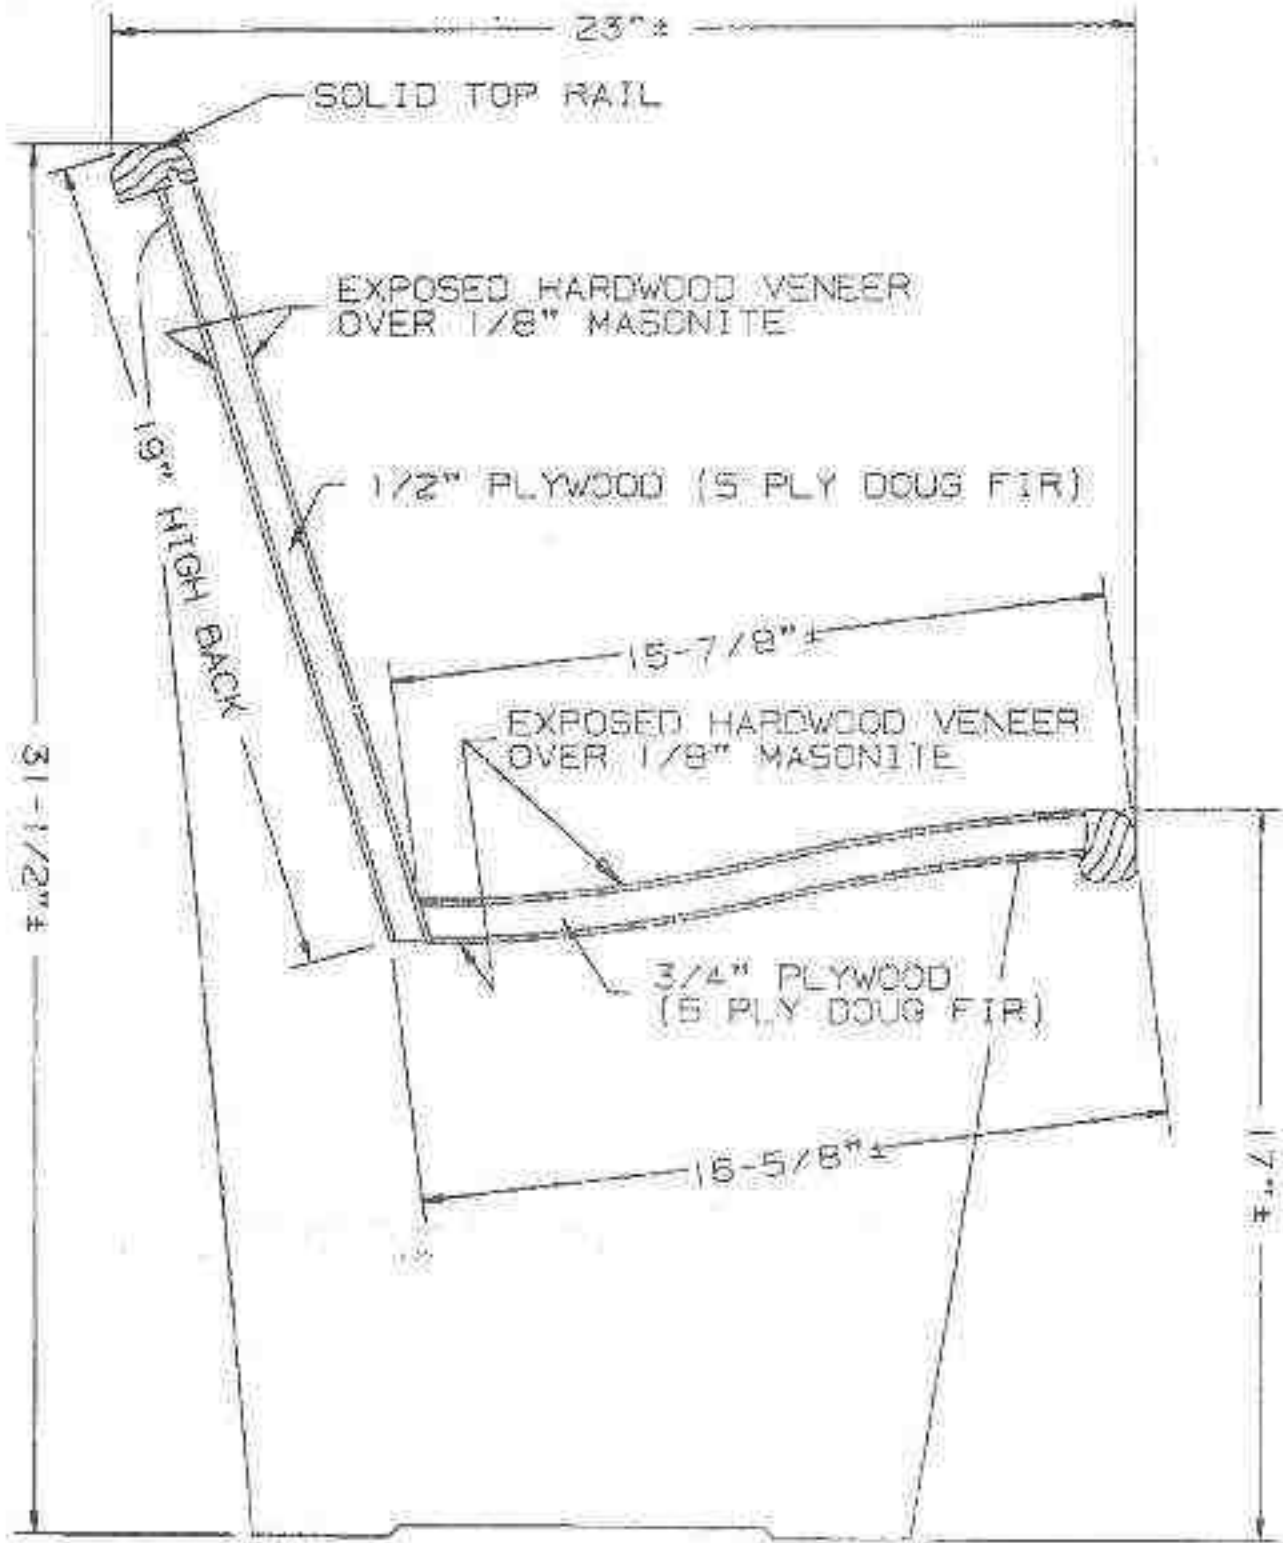 23"±
SOLID TOP RAIL
EXPOSED HARDWOOD VENEER
OVER 1/8" MASONITE
19" HIGH BACK
1/2" PLYWOOD (5 PLY DOUG FIR)
15-7/8"±
EXPOSED HARDWOOD VENEER
OVER 1/8" MASONITE
31-1/2"±
3/4" PLYWOOD
(5 PLY DOUG FIR)
16-5/8"±
17"±